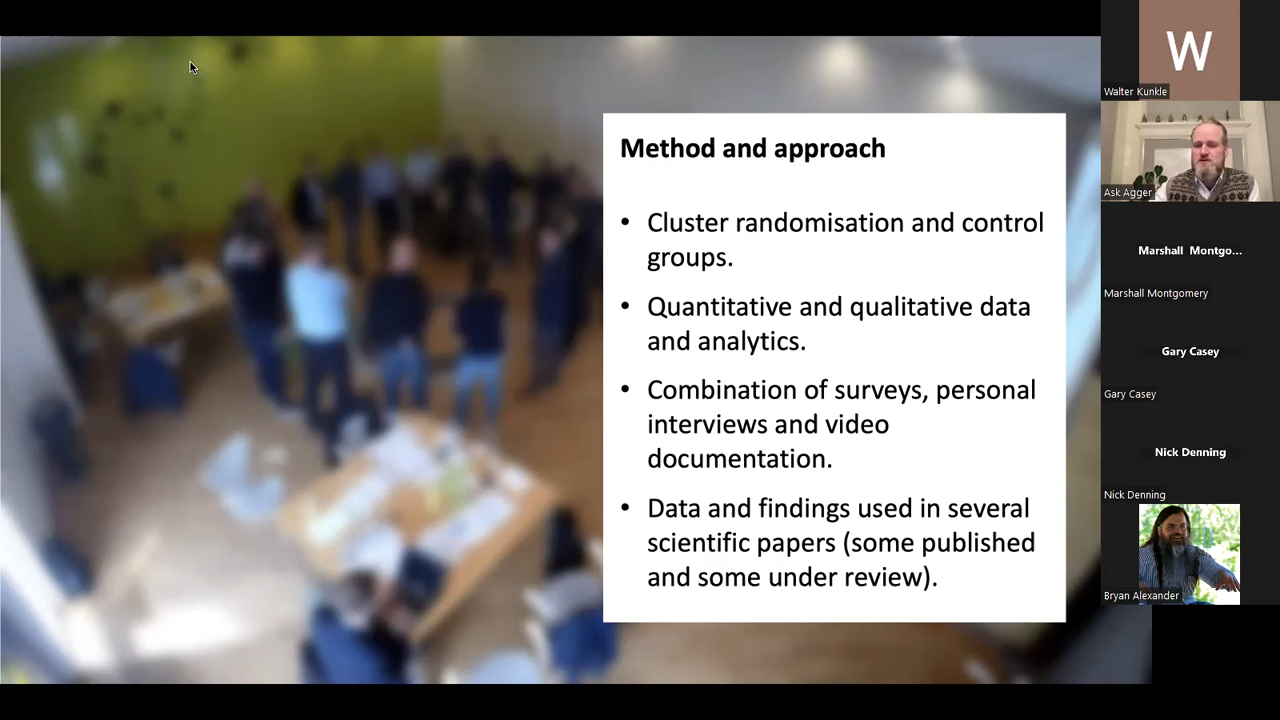 Method and approach
• Cluster randomisation and control
groups.
• Quantitative and qualitative data
and analytics.
• Combination of surveys, personal
interviews and video
documentation.
• Data and findings used in several
scientific papers (some published
and some under review).
W
Walter Kunkle
Ask Agger
Marshall Montgo...
Marshall Montgomery
Gary Casey
Gary Casey
Nick Denning
Nick Denning
Bryan Alexander